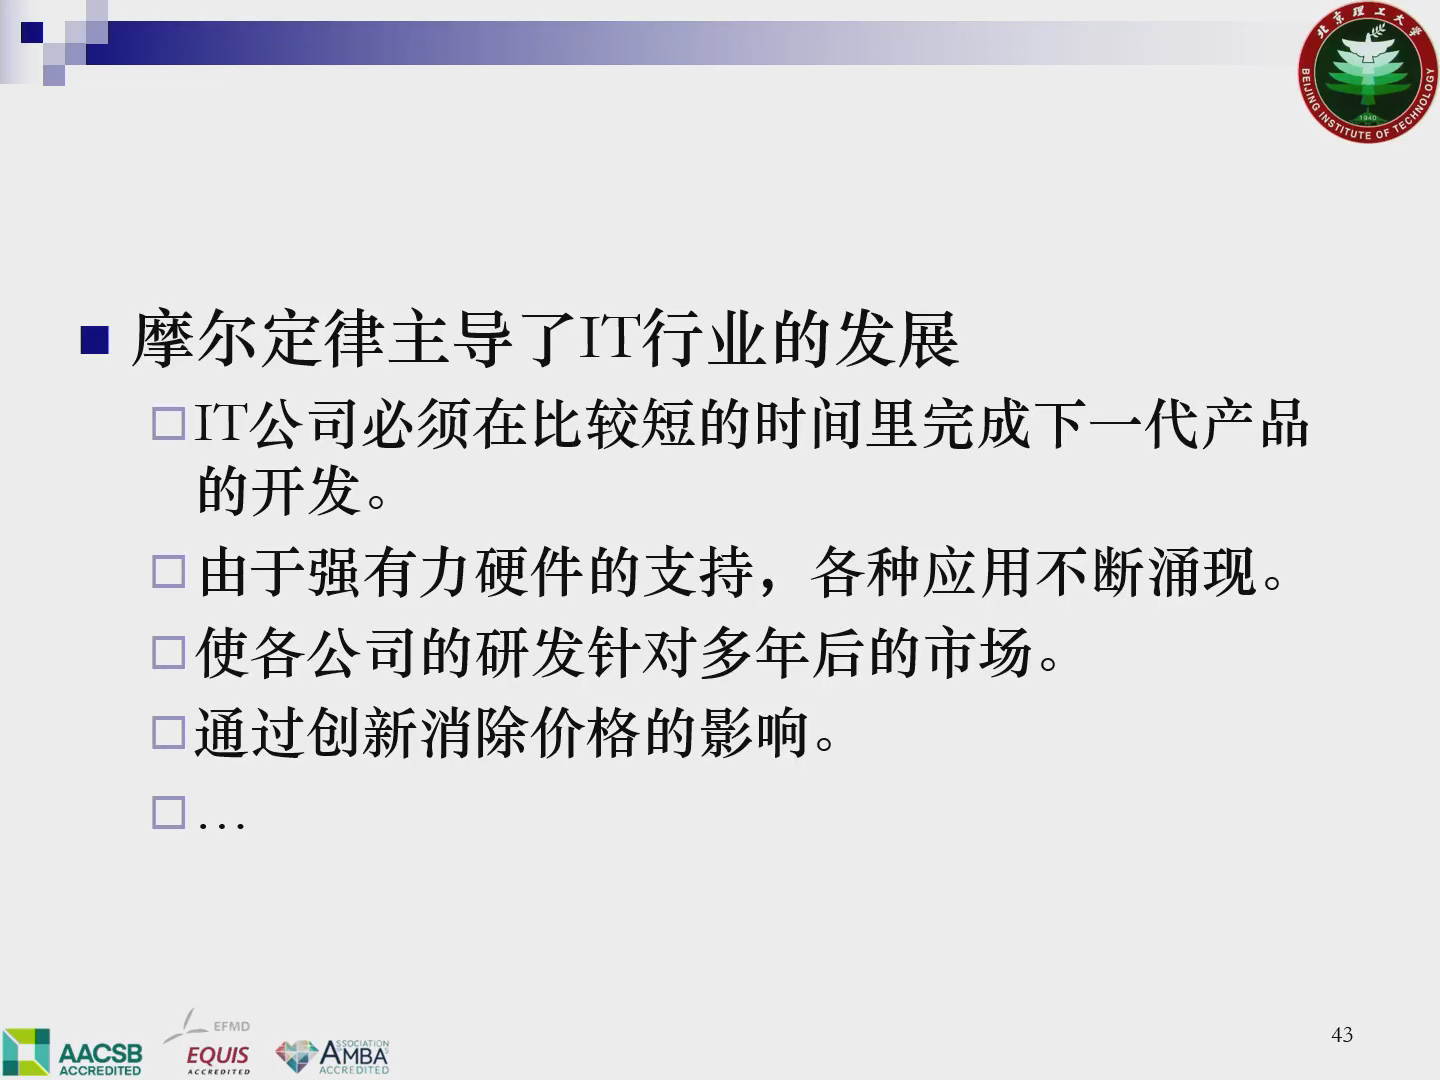 北京理工大学
BEIJING INSTITUTE OF TECHNOLOGY
1940
摩尔定律主导了IT行业的发展
IT公司必须在比较短的时间里完成下一代产品
的开发。
由于强有力硬件的支持，各种应用不断涌现。
使各公司的研发针对多年后的市场。
通过创新消除价格的影响。
…
AACSB
ACCREDITED
EFMD
EQUIS
ACCREDITED
ASSOCIATION
AMBA
ACCREDITED
43